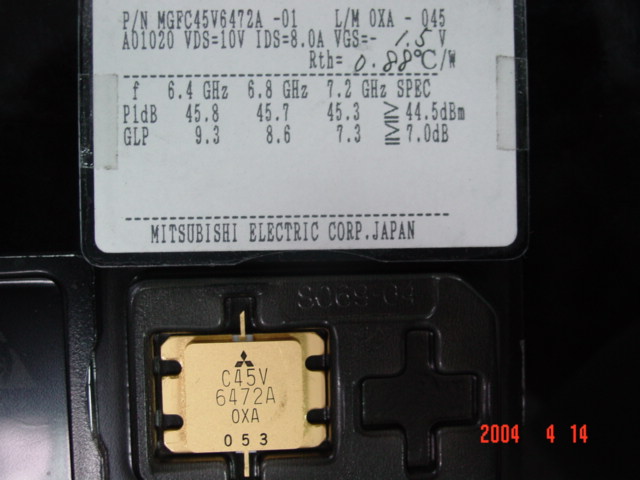 P/N MGFC45V6472A -01 L/M 0XA - 045
A01020 VDS=10V IDS=8.0A VGS=- 1.5 V
Rth= 0.88℃/W
f 6.4 GHz 6.8 GHz 7.2 GHz SPEC
P1dB 45.8 45.7 45.3 ≧ 44.5dBm
GLP 9.3 8.6 7.3 ≧ 7.0dB
MITSUBISHI ELECTRIC CORP.JAPAN
8069-04
C45V
6472A
0XA
053
2004 4 14